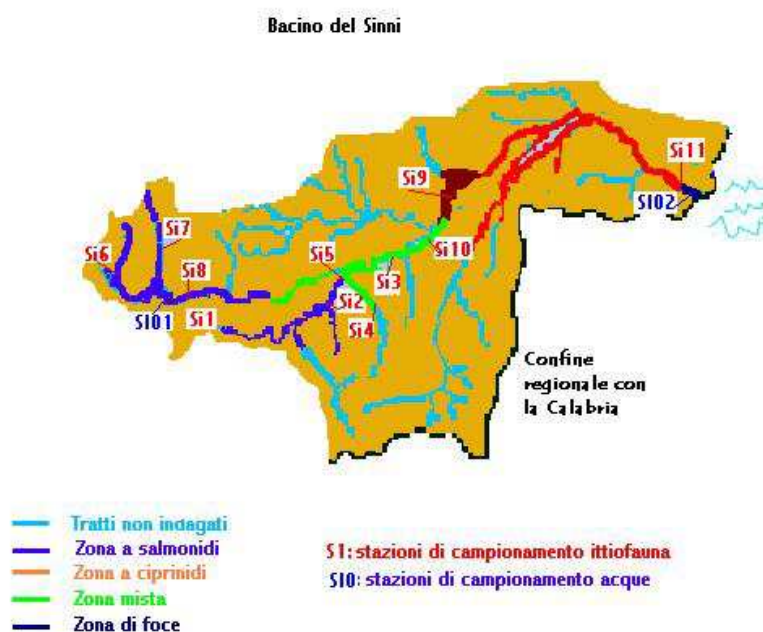 Bacino del Sinni
Si11
Si9
SI02
Si7
Si6
Si5
Si10
Si8
Si3
Si2
SI01
Si1
Si4
Confine
regionale con
la Calabria
Tratti non indagati
Zona a salmonidi
Zona a ciprinidi
Zona mista
Zona di foce
S1: stazioni di campionamento ittiofauna
SI0: stazioni di campionamento acque